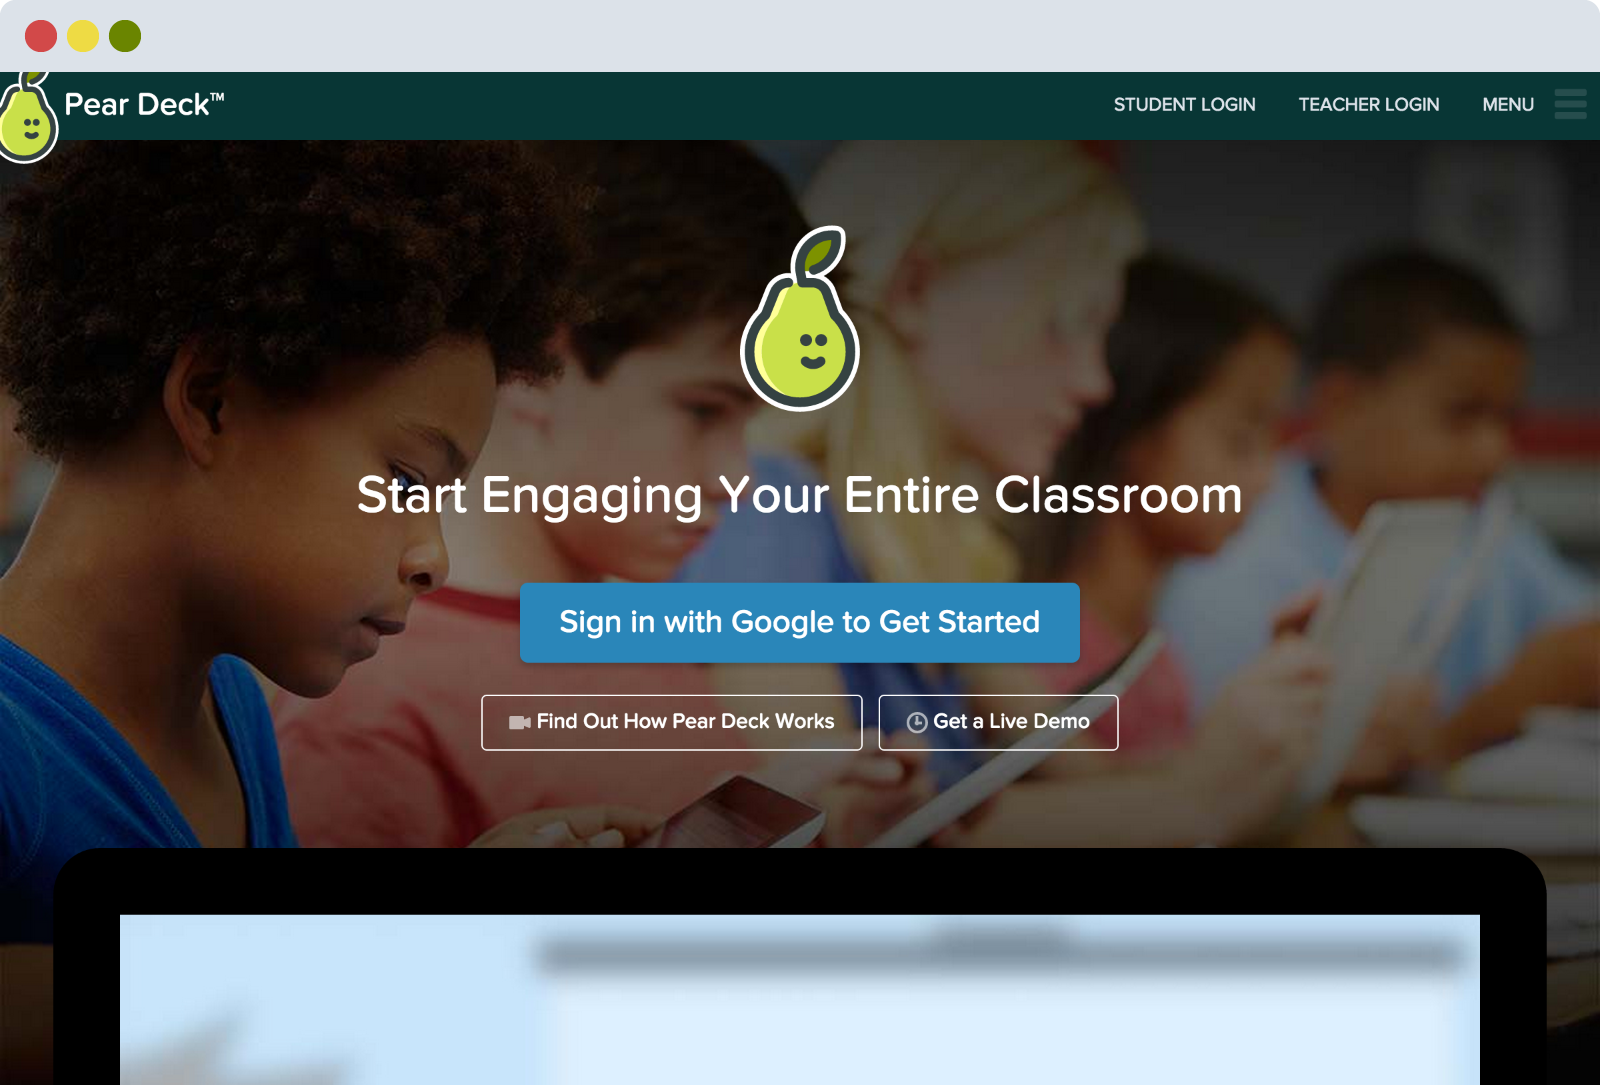 Pear Deck™
STUDENT LOGIN
TEACHER LOGIN
MENU
Start Engaging Your Entire Classroom
Sign in with Google to Get Started
Find Out How Pear Deck Works
Get a Live Demo